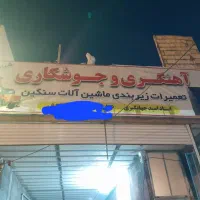 آهنگری و جوشکاری
تعمیرات زیربندی ماشین آلات سنگین